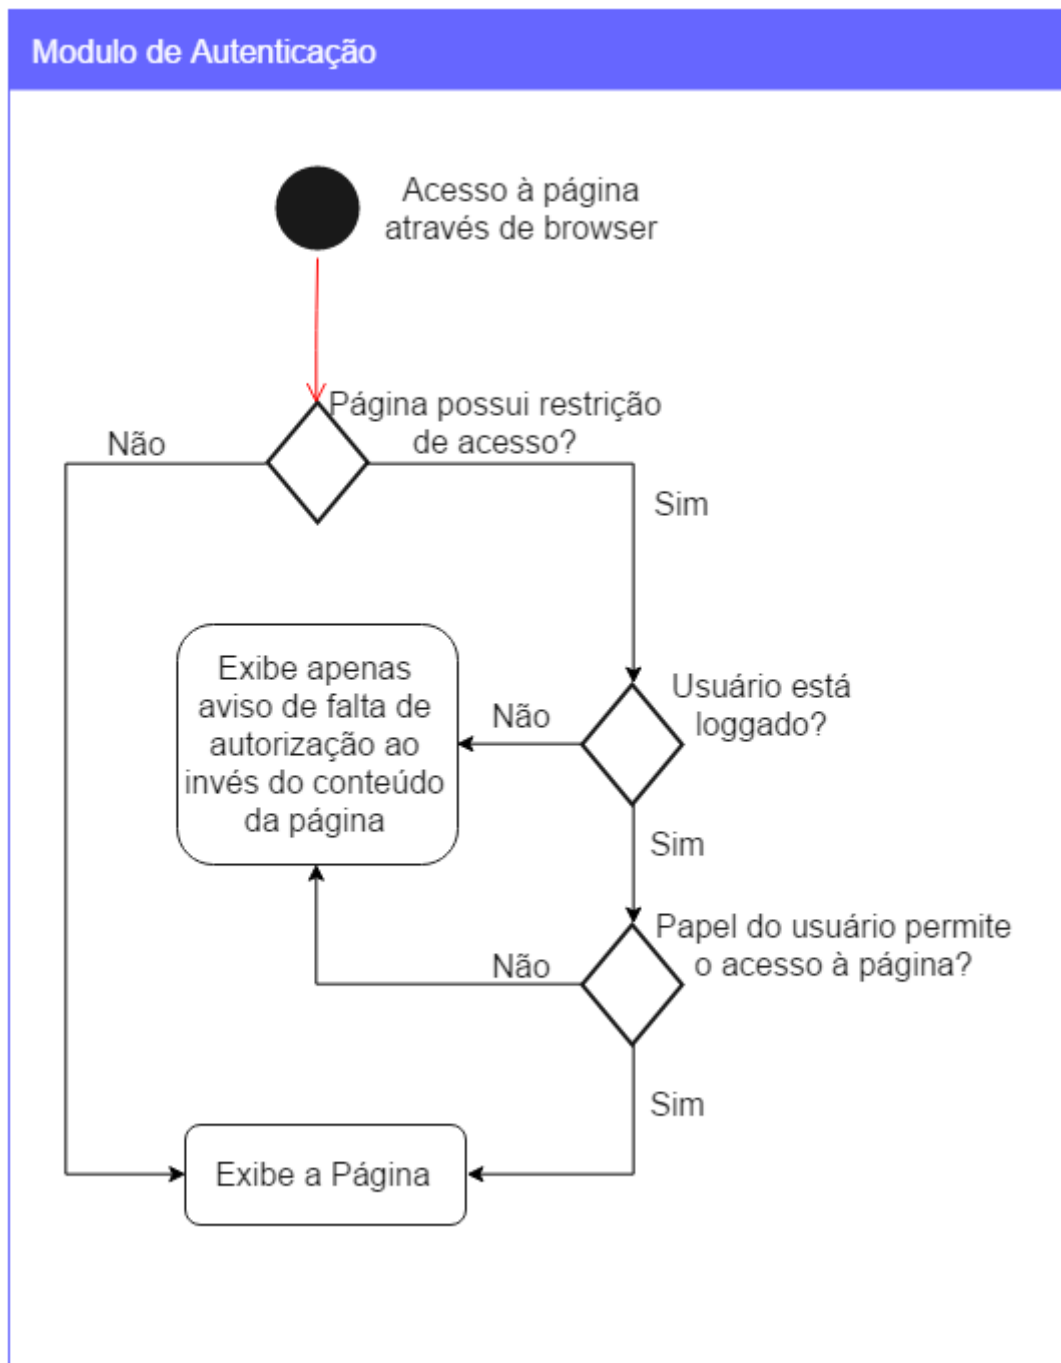 Modulo de Autenticação
Acesso à página
através de browser
Página possui restrição
de acesso?
Não
Sim
Exibe apenas
aviso de falta de
autorização ao
invés do conteúdo
da página
Não
Usuário está
loggado?
Sim
Papel do usuário permite
o acesso à página?
Não
Sim
Exibe a Página